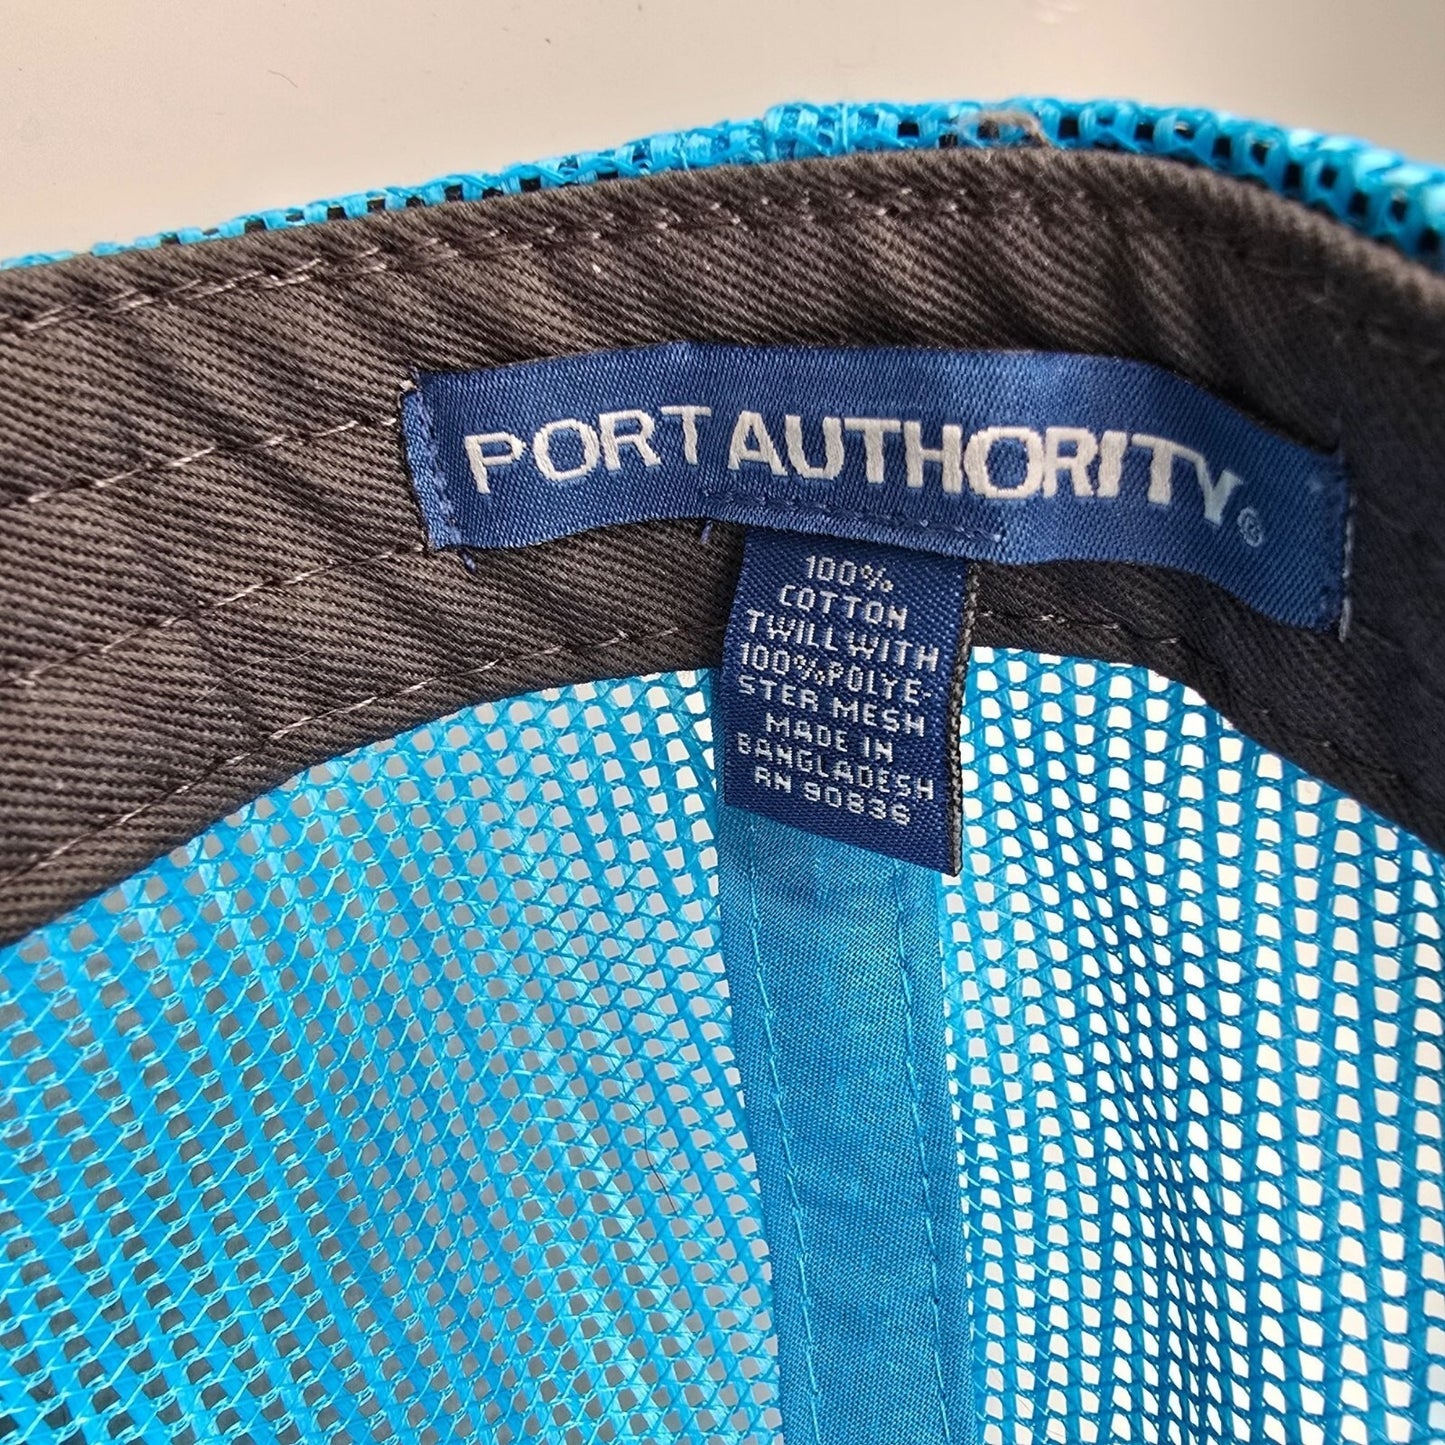 PORT AUTHORITY®
100%
COTTON
TWILL WITH
100% POLYE-
STER MESH
MADE IN
BANGLADESH
RN 90836